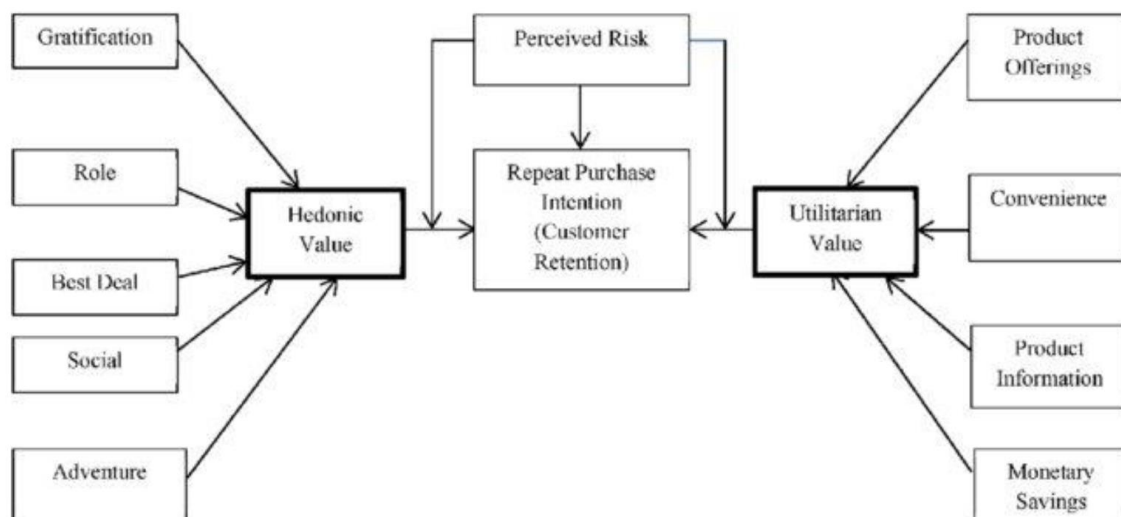 Gratification
Perceived Risk
Product
Offerings
Role
Repeat Purchase
Intention
(Customer
Retention)
Hedonic
Value
Utilitarian
Value
Convenience
Best Deal
Social
Product
Information
Adventure
Monetary
Savings